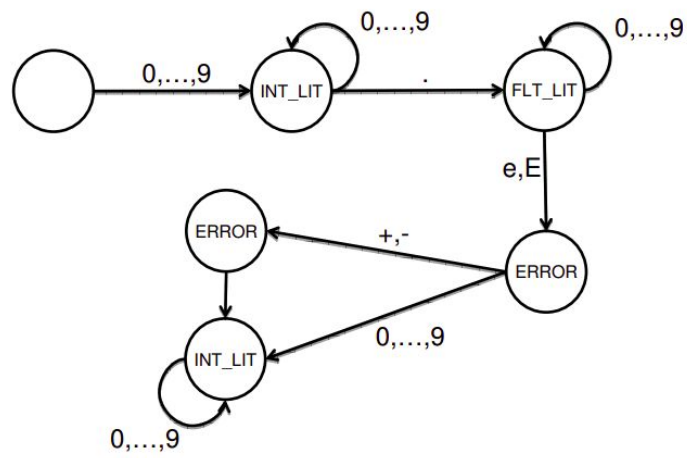 0,...,9
0,...,9
0,...,9
INT_LIT
.
FLT_LIT
e,E
ERROR
+,-
ERROR
INT_LIT
0,...,9
0,...,9